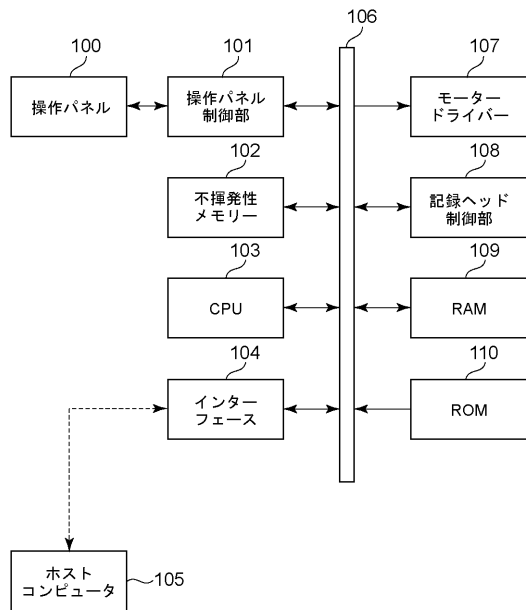 100
操作パネル
101
操作パネル
制御部
106
107
モーター
ドライバー
102
不揮発性
メモリー
108
記録ヘッド
制御部
103
CPU
109
RAM
104
インター
フェース
110
ROM
ホスト
コンピュータ
105